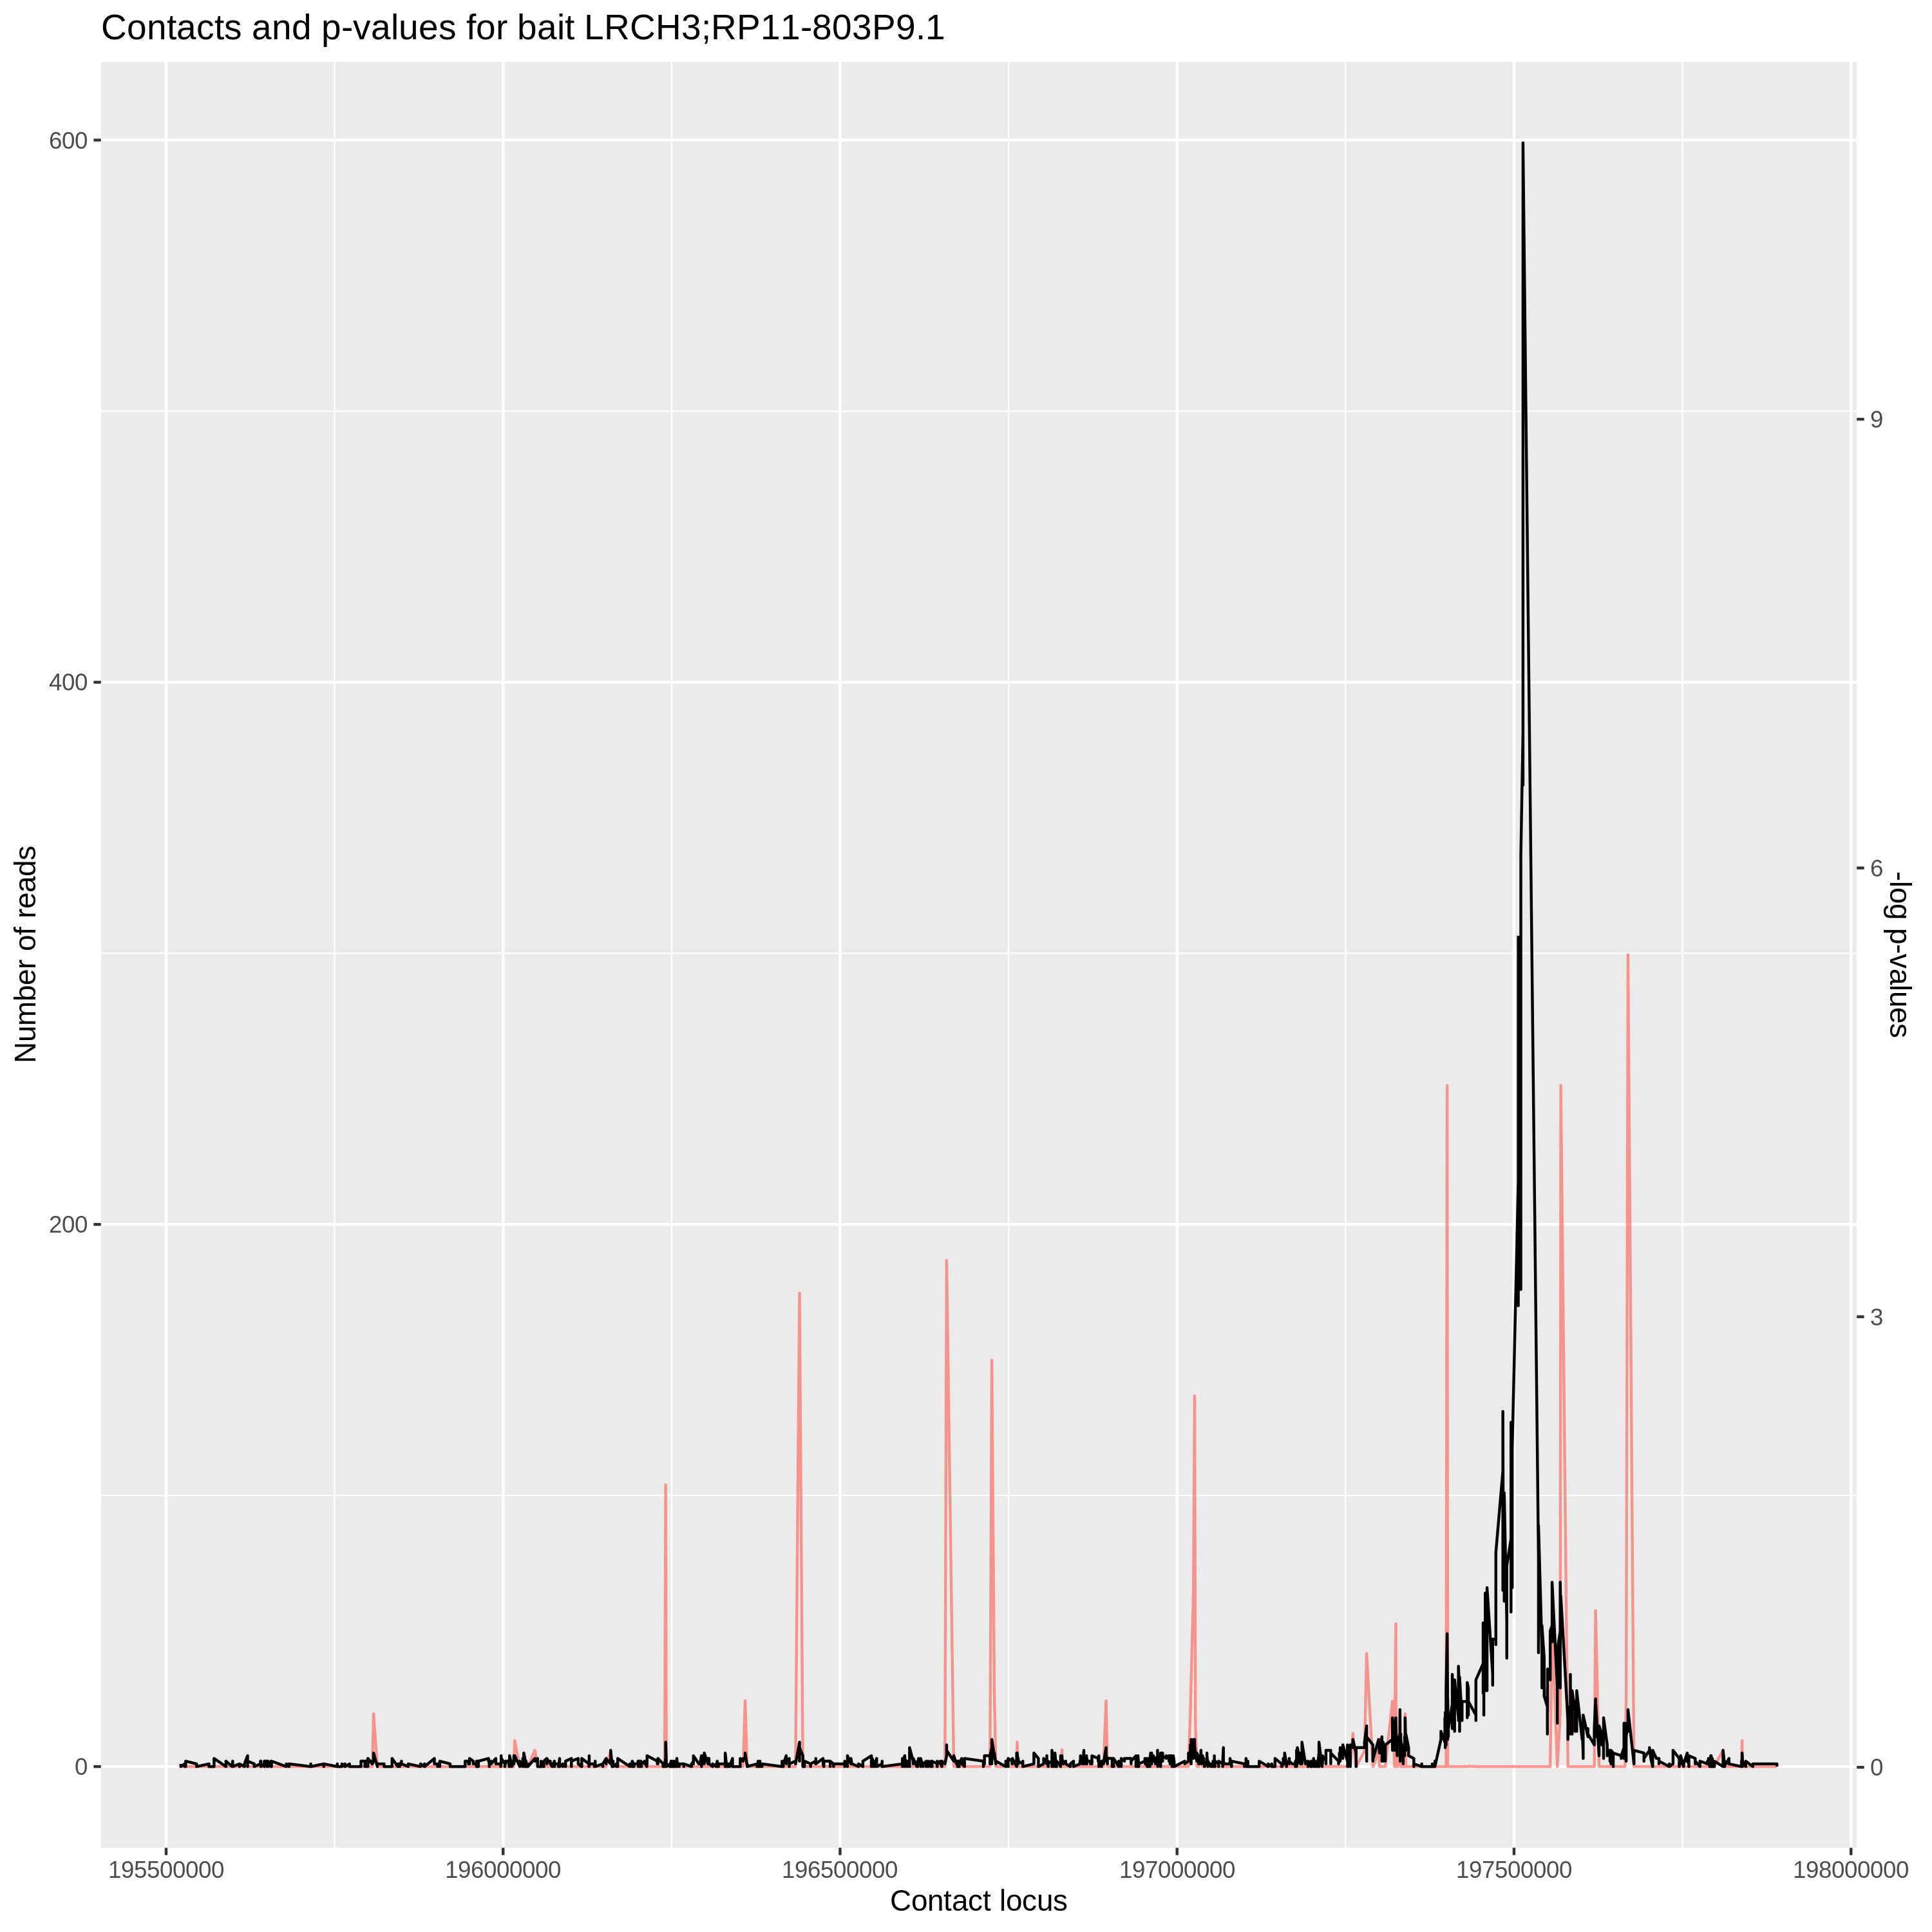 Contacts and p-values for bait LRCH3;RP11-803P9.1
600
400
200
0
Number of reads
9
6
3
0
-log p-values
195500000 196000000 196500000 197000000 197500000 198000000
Contact locus